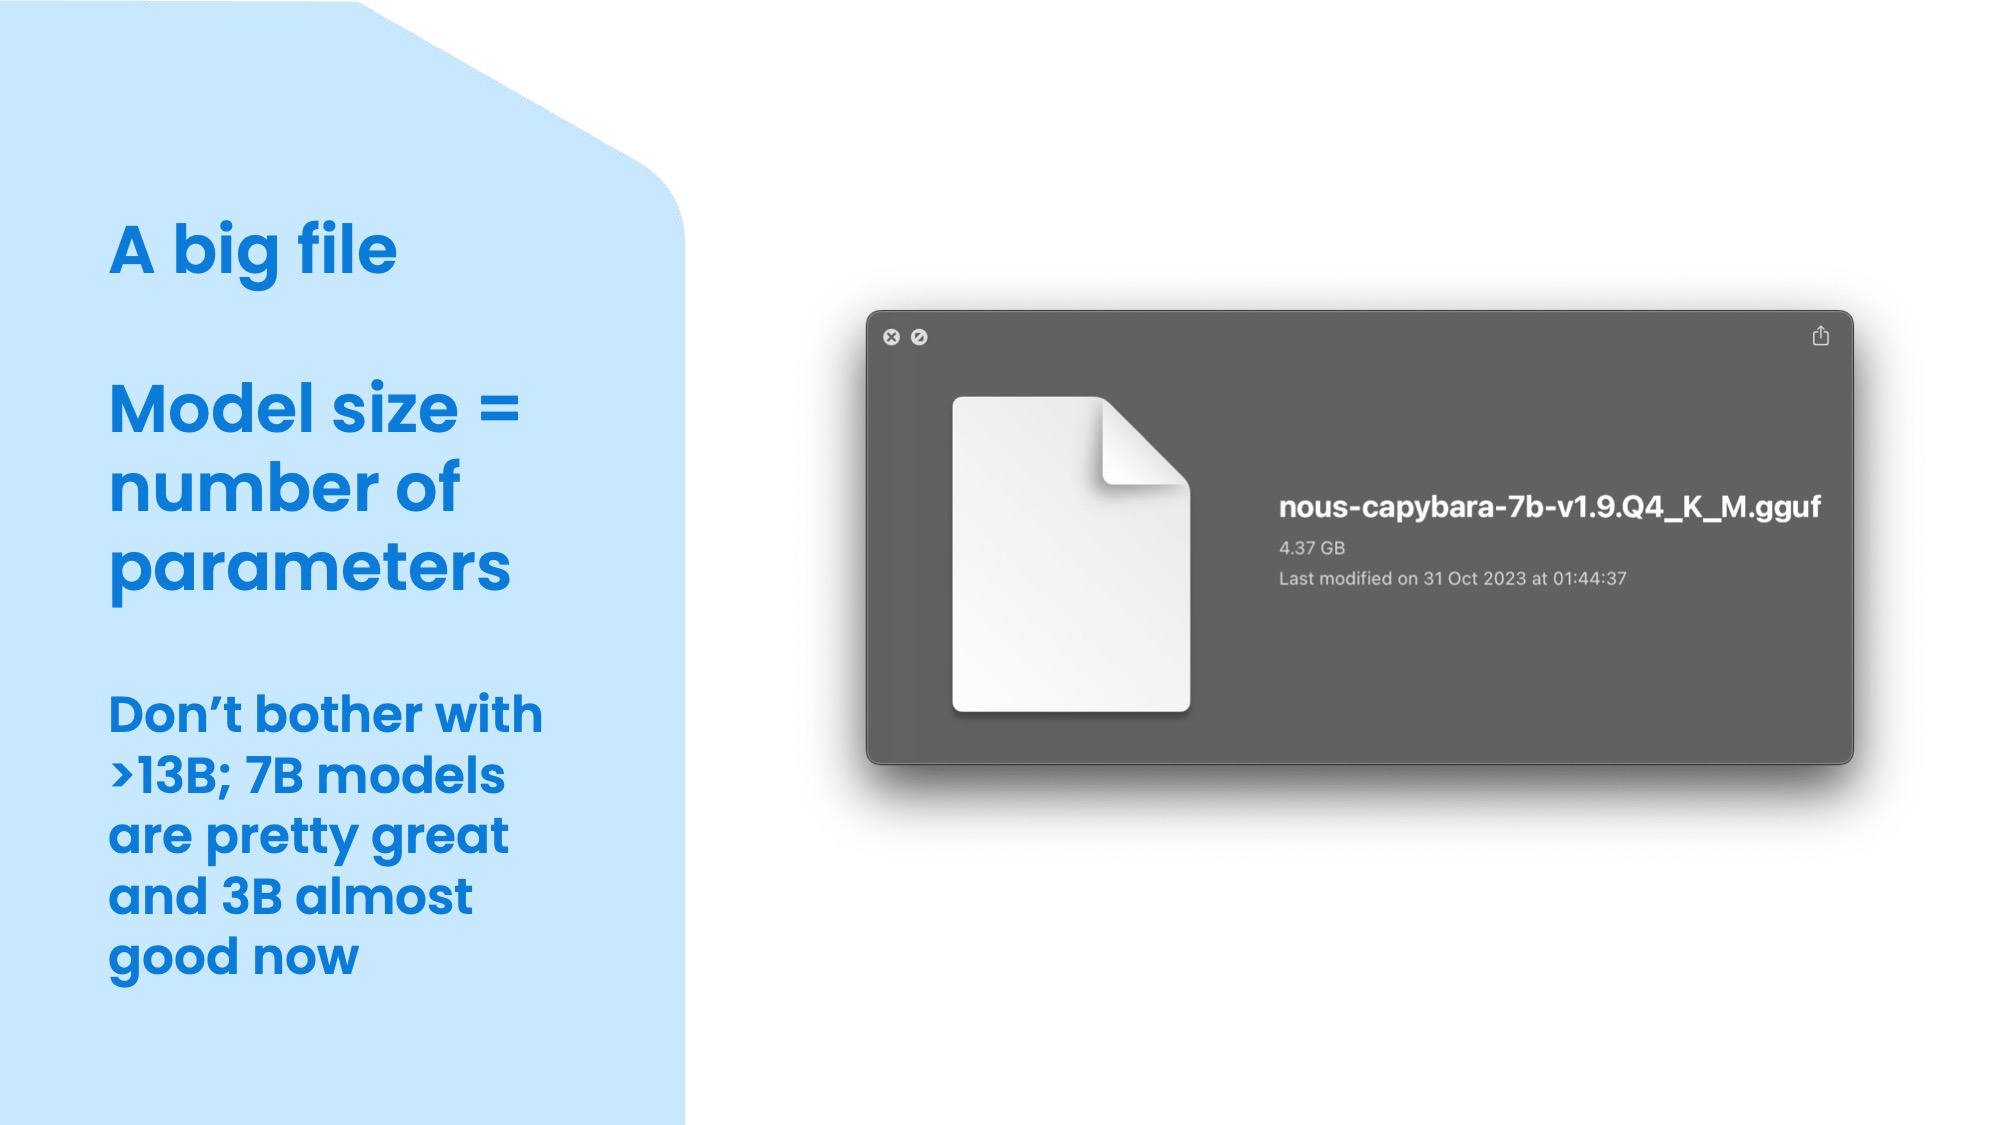 A big file
Model size =
number of
parameters
Don’t bother with
>13B; 7B models
are pretty great
and 3B almost
good now
nous-capybara-7b-v1.9.Q4_K_M.gguf
4.37 GB
Last modified on 31 Oct 2023 at 01:44:37